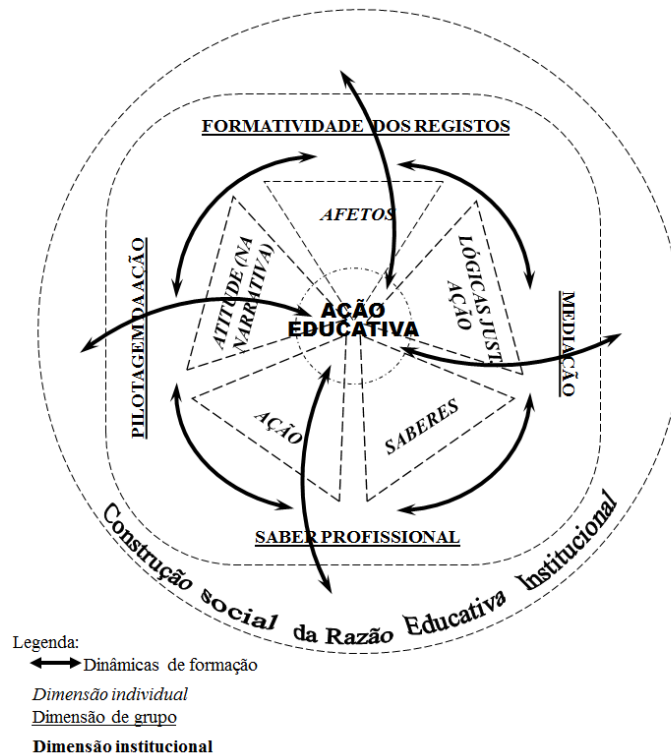 FORMATIVIDADE DOS REGISTOS
AFETOS
ATITUDE (NA
NARRATIVA)
LÓGICAS JUST.
AÇÃO
PILOTAGEM DA AÇÃO
AÇÃO
EDUCATIVA
MEDIAÇÃO
AÇÃO
SABERES
SABER PROFISSIONAL
Construção social da Razão Educativa Institucional
Legenda:
Dinâmicas de formação
Dimensão individual
Dimensão de grupo
Dimensão institucional